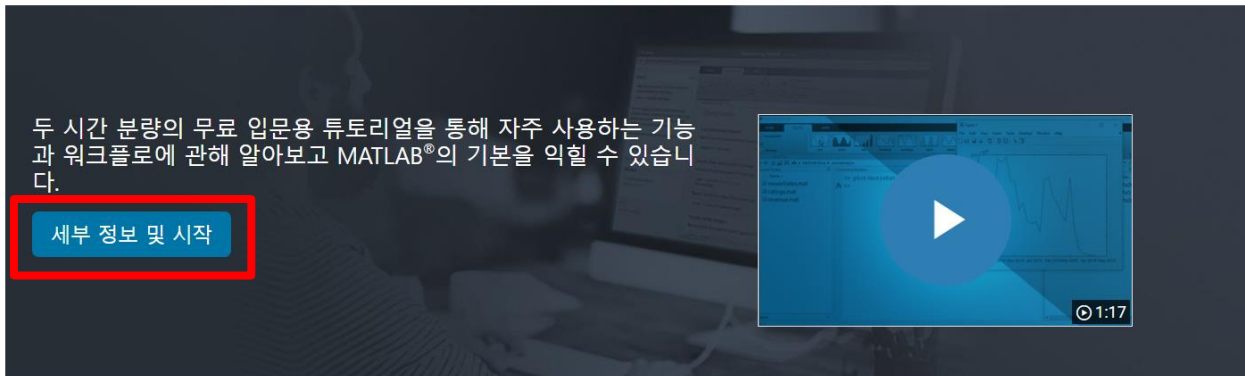 두 시간 분량의 무료 입문용 튜토리얼을 통해 자주 사용하는 기능
과 워크플로에 관해 알아보고 MATLAB®의 기본을 익힐 수 있습니
다.
세부 정보 및 시작
1:17